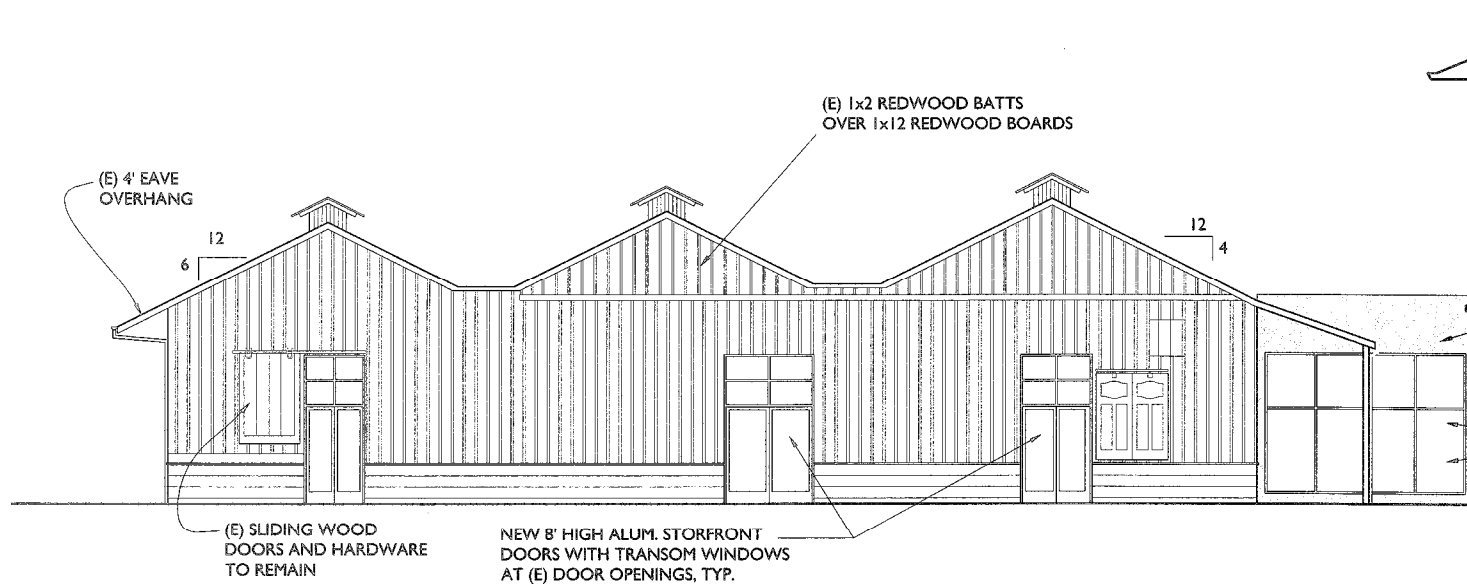 (E) 1x2 REDWOOD BATTS
OVER 1x12 REDWOOD BOARDS
(E) 4' EAVE
OVERHANG
12
6
12
4
(E) SLIDING WOOD
DOORS AND HARDWARE
TO REMAIN
NEW 8' HIGH ALUM. STORFRONT
DOORS WITH TRANSOM WINDOWS
AT (E) DOOR OPENINGS, TYP.